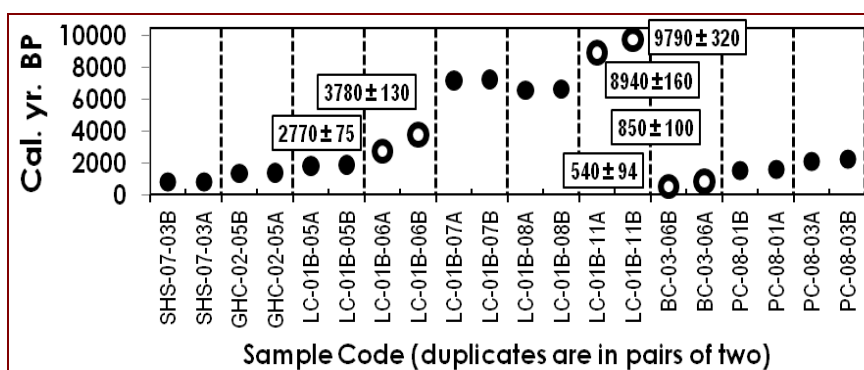 Cal. yr. BP
10000
8000
6000
4000
2000
0
9790±320
8940±160
3780±130
850±100
2770±75
540±94
SHS-07-03B
SHS-07-03A
GHC-02-05B
GHC-02-05A
LC-01B-05A
LC-01B-05B
LC-01B-06A
LC-01B-06B
LC-01B-07A
LC-01B-07B
LC-01B-08A
LC-01B-08B
LC-01B-11A
LC-01B-11B
BC-03-06B
BC-03-06A
PC-08-01B
PC-08-01A
PC-08-03A
PC-08-03B
Sample Code (duplicates are in pairs of two)